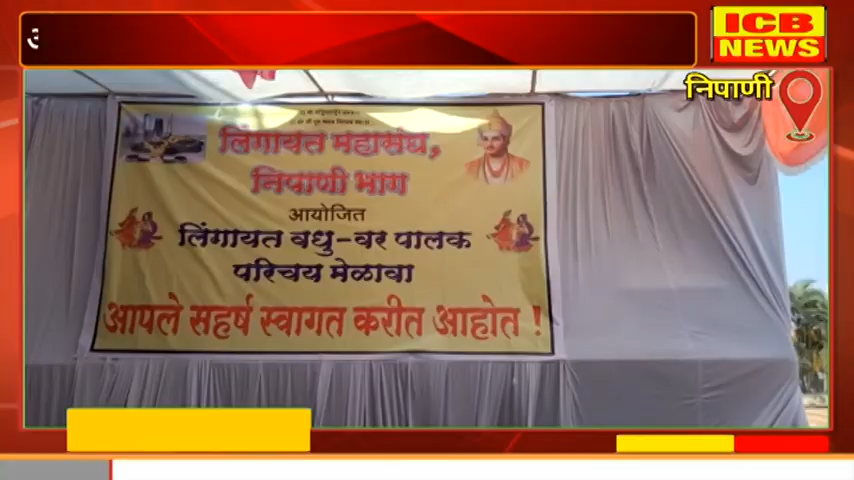 ICB
NEWS
निपाणी
लिंगायत महासंघ,
निपाणी भाग
आयोजित
लिंगायत वधु-वर पालक
परिचय मेळावा
आपले सहर्ष स्वागत करीत आहोत !